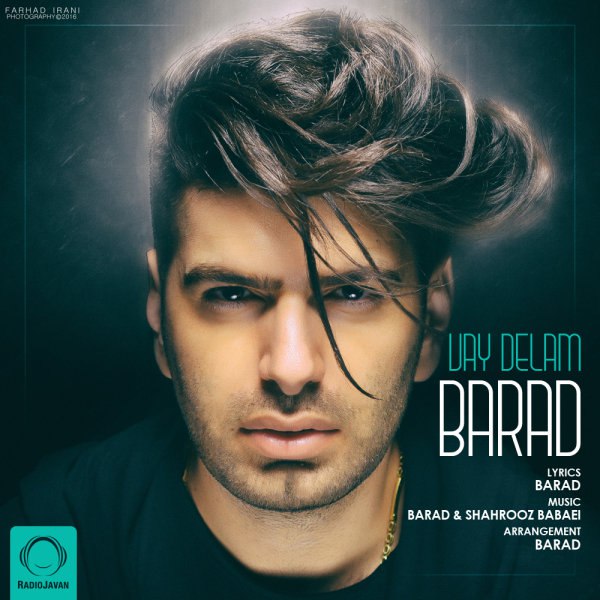 FARHAD IRANI
PHOTOGRAPHY©2016
VAY DELAM
BARAD
LYRICS
BARAD
MUSIC
BARAD & SHAHROOZ BABAEI
ARRANGEMENT
BARAD
RADIOJAVAN